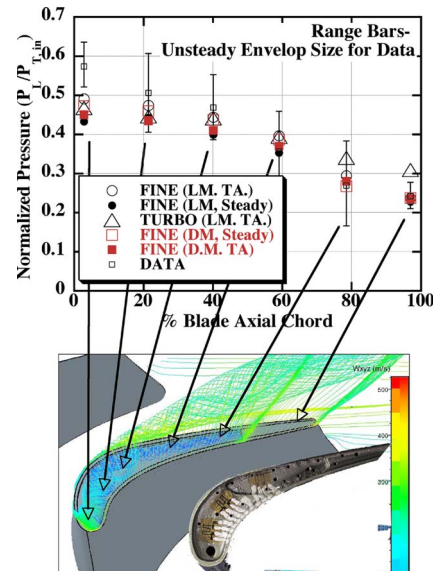 Range Bars-
Unsteady Envelop Size for Data
Normalized Pressure (P_L/P_T,in)
0.7
0.6
0.5
0.4
0.3
0.2
0.1
0
FINE (LM. TA.)
FINE (LM, Steady)
TURBO (LM. TA.)
FINE (DM, Steady)
FINE (D.M. TA)
DATA
0 20 40 60 80 100
% Blade Axial Chord
Wxyz (m/s)
500
400
200